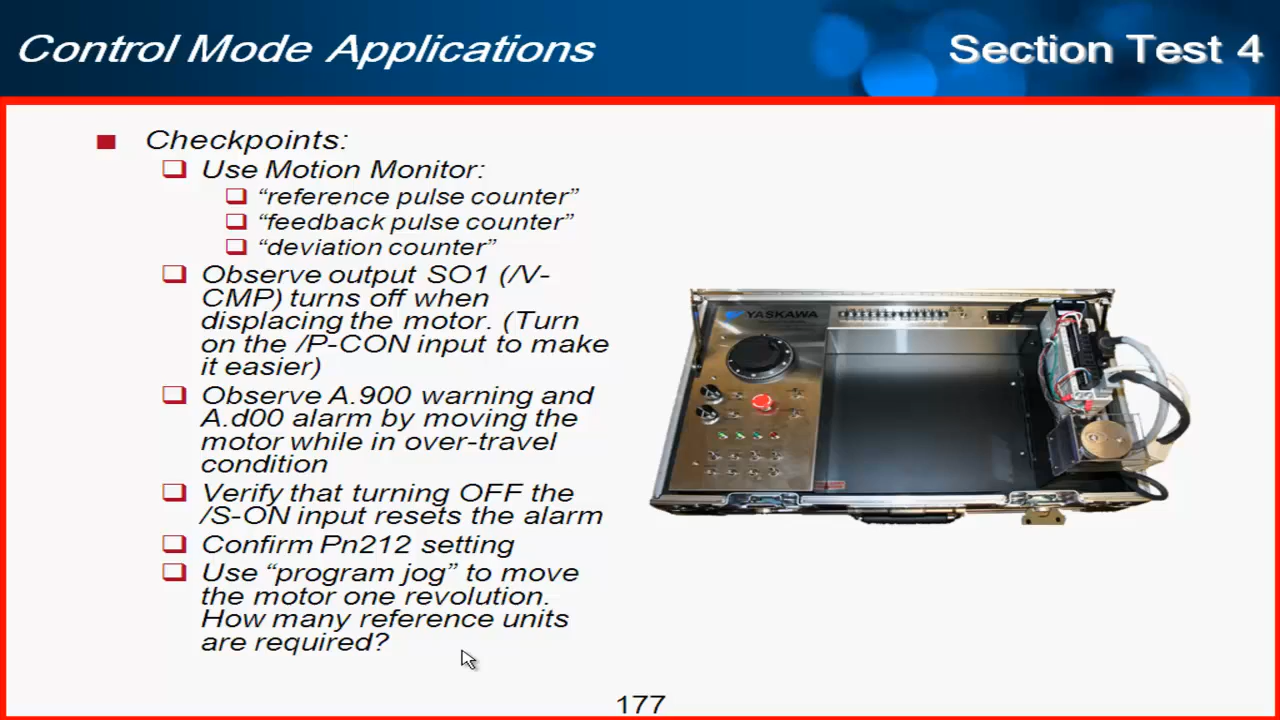 Control Mode Applications
Section Test 4
Checkpoints:
Use Motion Monitor:
“reference pulse counter”
“feedback pulse counter”
“deviation counter”
Observe output SO1 (/V-
CMP) turns off when
displacing the motor. (Turn
on the /P-CON input to make
it easier)
Observe A.900 warning and
A.d00 alarm by moving the
motor while in over-travel
condition
Verify that turning OFF the
/S-ON input resets the alarm
Confirm Pn212 setting
Use “program jog” to move
the motor one revolution.
How many reference units
are required?
YASKAWA
177